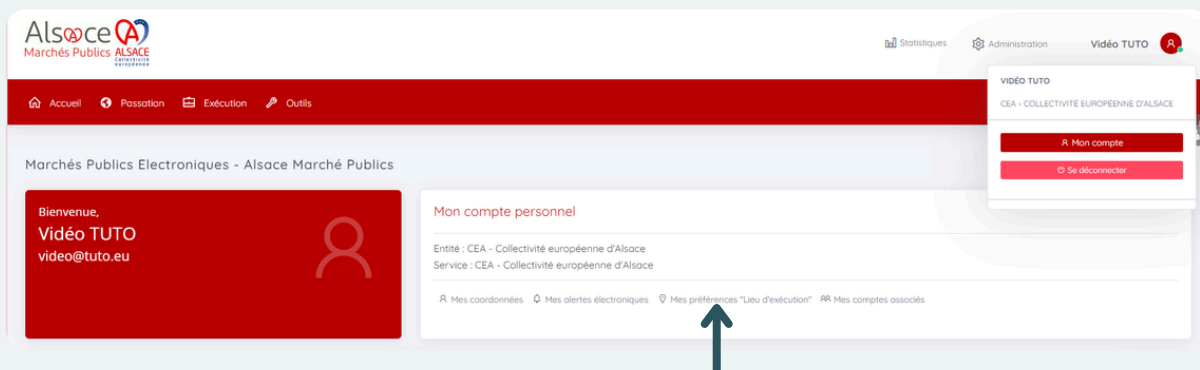 Alsace
Marchés Publics ALSACE
Collectivité
européenne
Statistiques Administration Vidéo TUTO
VIDÉO TUTO
CEA - COLLECTIVITÉ EUROPÉENNE D'ALSACE
Mon compte
Se déconnecter
Accueil Passation Exécution Outils
Marchés Publics Electroniques - Alsace Marché Publics
Bienvenue,
Vidéo TUTO
video@tuto.eu
Mon compte personnel
Entité : CEA - Collectivité européenne d'Alsace
Service : CEA - Collectivité européenne d'Alsace
Mes coordonnées Mes alertes électroniques Mes préférences "Lieu d'exécution" Mes comptes associés